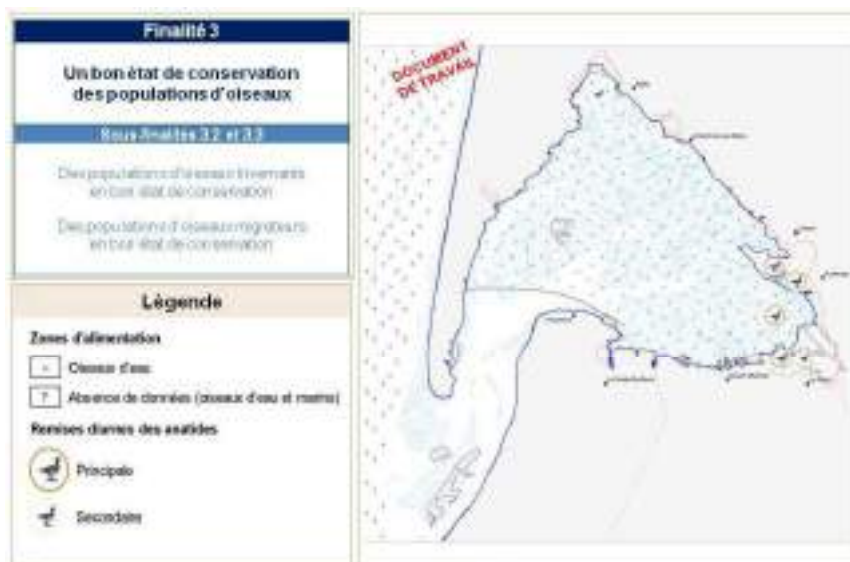 Finalité 3
Un bon état de conservation
des populations d'oiseaux
Sous-finalités 3.2 et 3.3
Des populations d'oiseaux hivernants
en bon état de conservation
Des populations d'oiseaux migrateurs
en bon état de conservation
Légende
Zones d'alimentation
Oiseaux d'eau
? Absence de données (oiseaux d'eau et marins)
Remises diurnes des anatidés
Principale
Secondaire
DOCUMENT
DE TRAVAIL